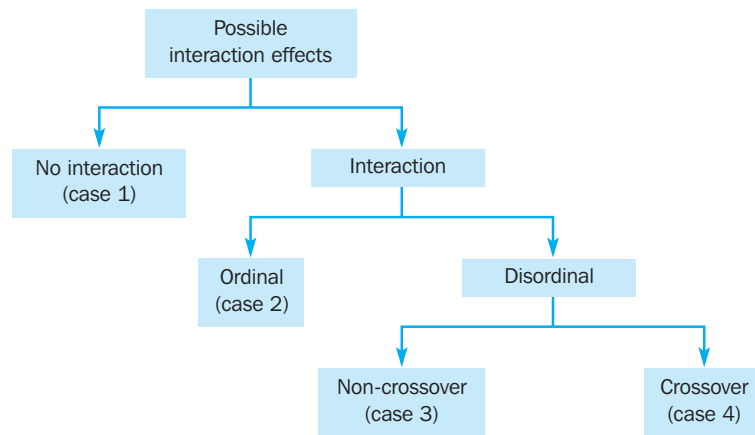 Possible
interaction effects
No interaction
(case 1)
Interaction
Ordinal
(case 2)
Disordinal
Non-crossover
(case 3)
Crossover
(case 4)